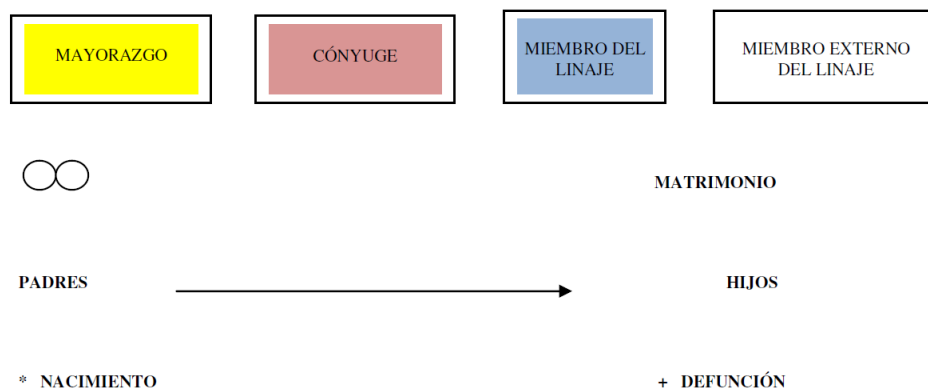 MAYORAZGO
CÓNYUGE
MIEMBRO DEL
LINAJE
MIEMBRO EXTERNO
DEL LINAJE
MATRIMONIO
PADRES
HIJOS
* NACIMIENTO
+ DEFUNCIÓN